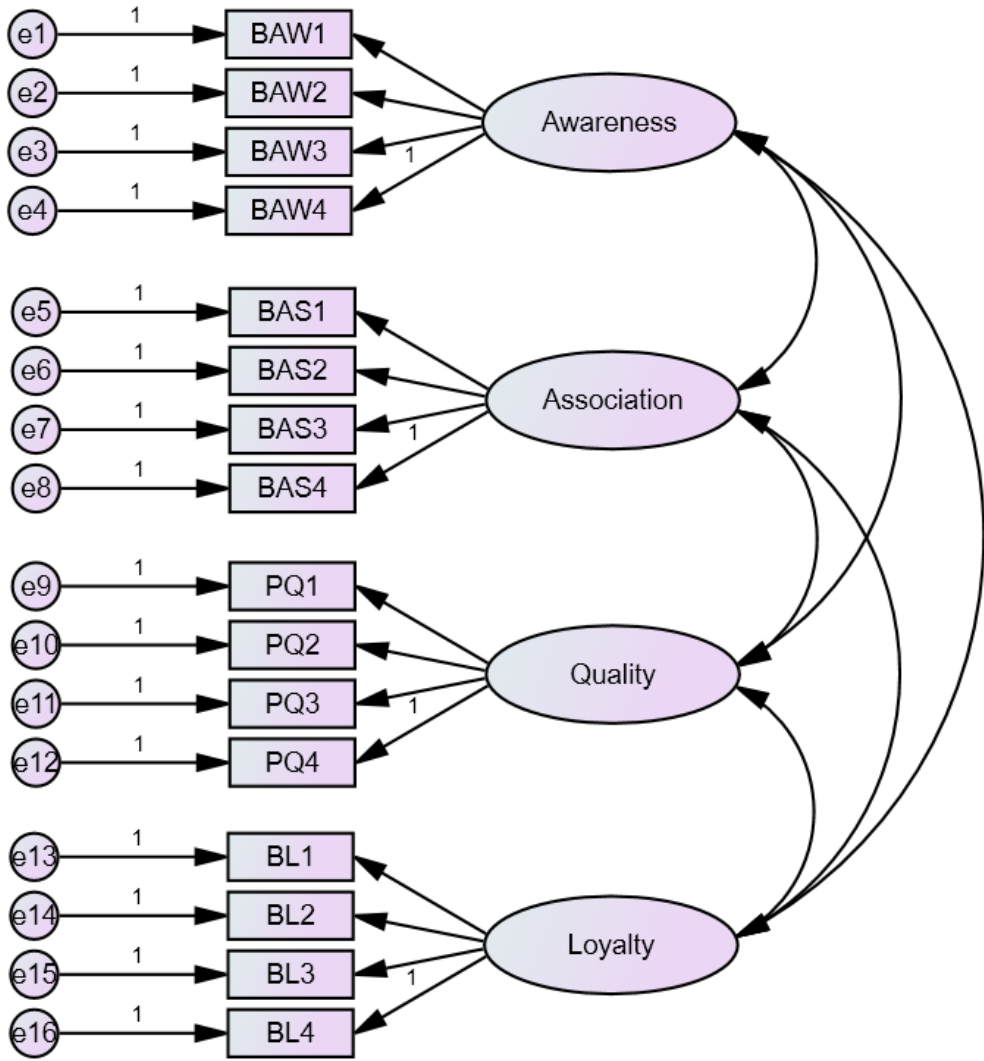 e1 1 BAW1
e2 1 BAW2
e3 1 BAW3
e4 1 BAW4
1
Awareness
e5 1 BAS1
e6 1 BAS2
e7 1 BAS3
e8 1 BAS4
1
Association
e9 1 PQ1
e10 1 PQ2
e11 1 PQ3
e12 1 PQ4
1
Quality
e13 1 BL1
e14 1 BL2
e15 1 BL3
e16 1 BL4
1
Loyalty